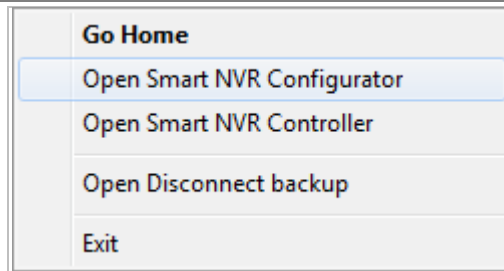 Go Home
Open Smart NVR Configurator
Open Smart NVR Controller
Open Disconnect backup
Exit